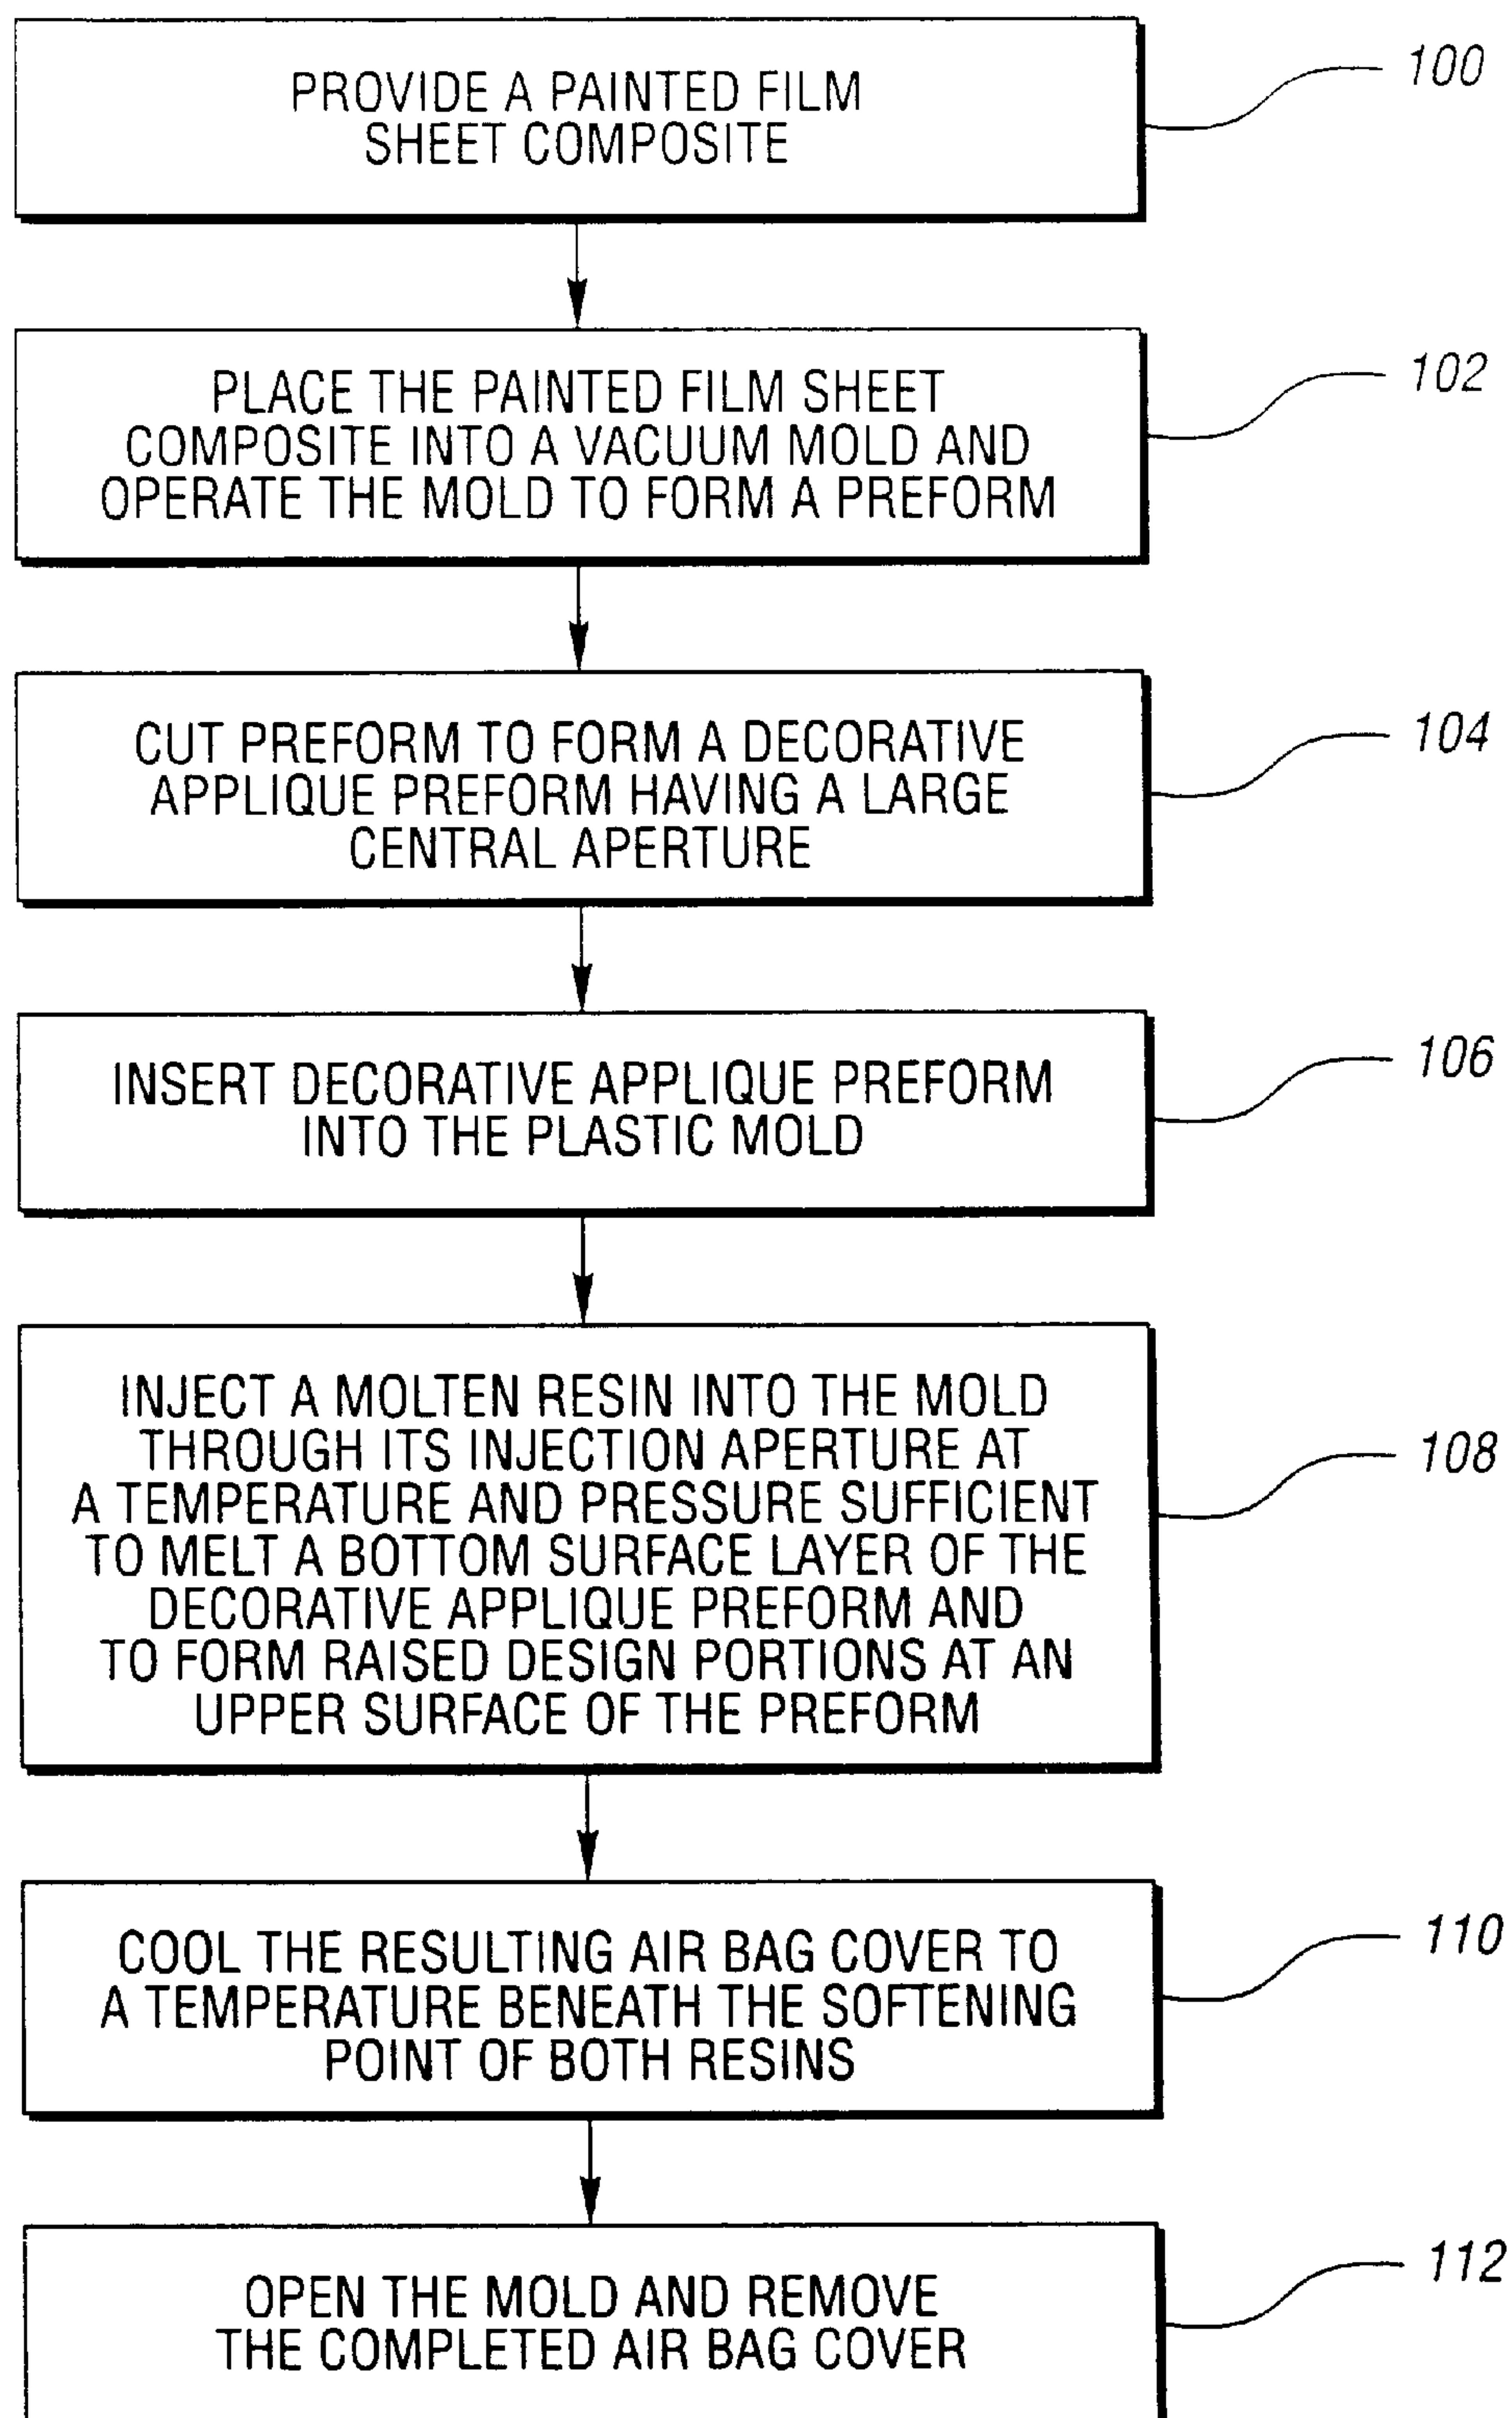 PROVIDE A PAINTED FILM
SHEET COMPOSITE
100
PLACE THE PAINTED FILM SHEET
COMPOSITE INTO A VACUUM MOLD AND
OPERATE THE MOLD TO FORM A PREFORM
102
CUT PREFORM TO FORM A DECORATIVE
APPLIQUE PREFORM HAVING A LARGE
CENTRAL APERTURE
104
INSERT DECORATIVE APPLIQUE PREFORM
INTO THE PLASTIC MOLD
106
INJECT A MOLTEN RESIN INTO THE MOLD
THROUGH ITS INJECTION APERTURE AT
A TEMPERATURE AND PRESSURE SUFFICIENT
TO MELT A BOTTOM SURFACE LAYER OF THE
DECORATIVE APPLIQUE PREFORM AND
TO FORM RAISED DESIGN PORTIONS AT AN
UPPER SURFACE OF THE PREFORM
108
COOL THE RESULTING AIR BAG COVER TO
A TEMPERATURE BENEATH THE SOFTENING
POINT OF BOTH RESINS
110
OPEN THE MOLD AND REMOVE
THE COMPLETED AIR BAG COVER
112